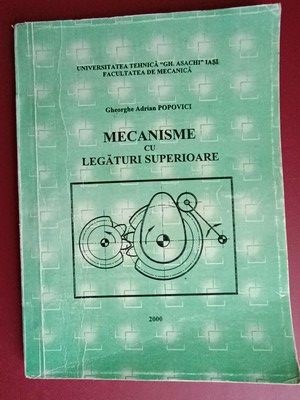 UNIVERSITATEA TEHNICĂ "GH. ASACHI" IAŞI
FACULTATEA DE MECANICĂ
Gheorghe Adrian POPOVICI
MECANISME
CU
LEGĂTURI SUPERIOARE
2000